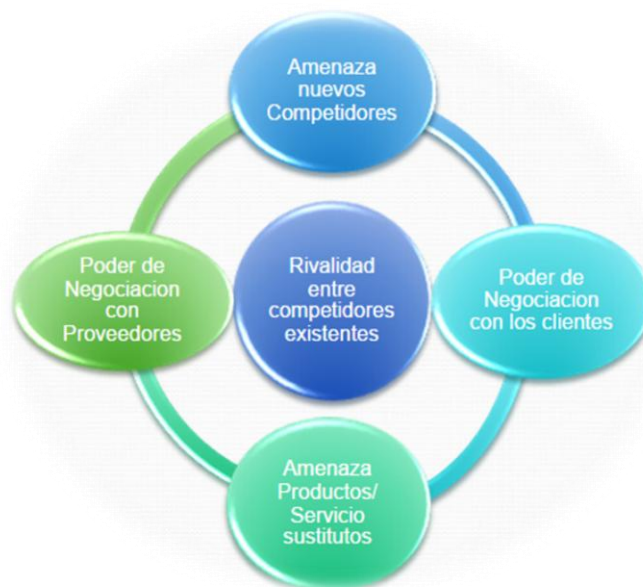 Amenaza
nuevos
Competidores
Poder de
Negociacion
con
Proveedores
Rivalidad
entre
competidores
existentes
Poder de
Negociacion
con los clientes
Amenaza
Productos/
Servicio
sustitutos